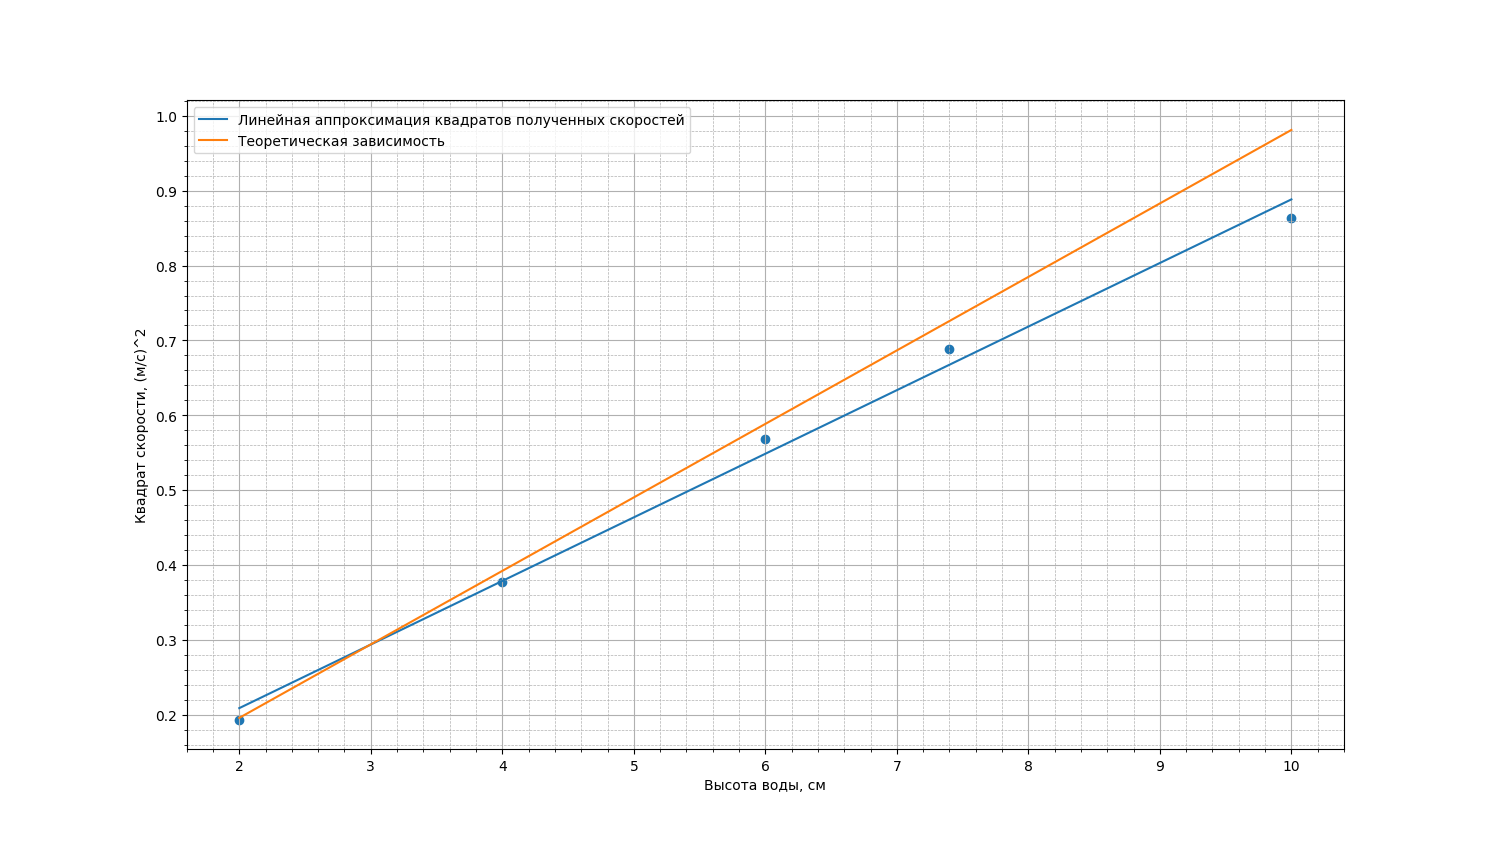 Линейная аппроксимация квадратов полученных скоростей
Теоретическая зависимость
1.0
0.9
0.8
0.7
0.6
0.5
0.4
0.3
0.2
Квадрат скорости, (м/с)^2
2 3 4 5 6 7 8 9 10
Высота воды, см